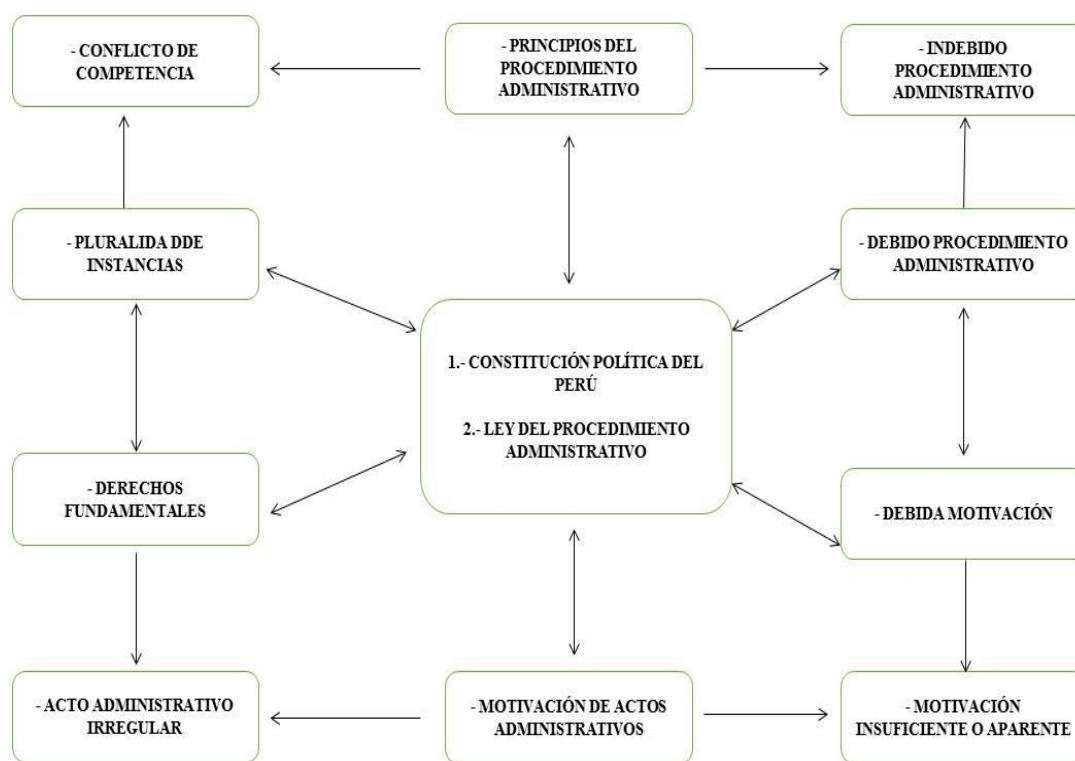 - CONFLICTO DE
COMPETENCIA
- PRINCIPIOS DEL
PROCEDIMIENTO
ADMINISTRATIVO
- INDEBIDO
PROCEDIMIENTO
ADMINISTRATIVO
- PLURALIDA DDE
INSTANCIAS
- DEBIDO PROCEDIMIENTO
ADMINISTRATIVO
1.- CONSTITUCIÓN POLÍTICA DEL
PERÚ
2.- LEY DEL PROCEDIMIENTO
ADMINISTRATIVO
- DERECHOS
FUNDAMENTALES
- DEBIDA MOTIVACIÓN
- ACTO ADMINISTRATIVO
IRREGULAR
- MOTIVACIÓN DE ACTOS
ADMINISTRATIVOS
- MOTIVACIÓN
INSUFICIENTE O APARENTE